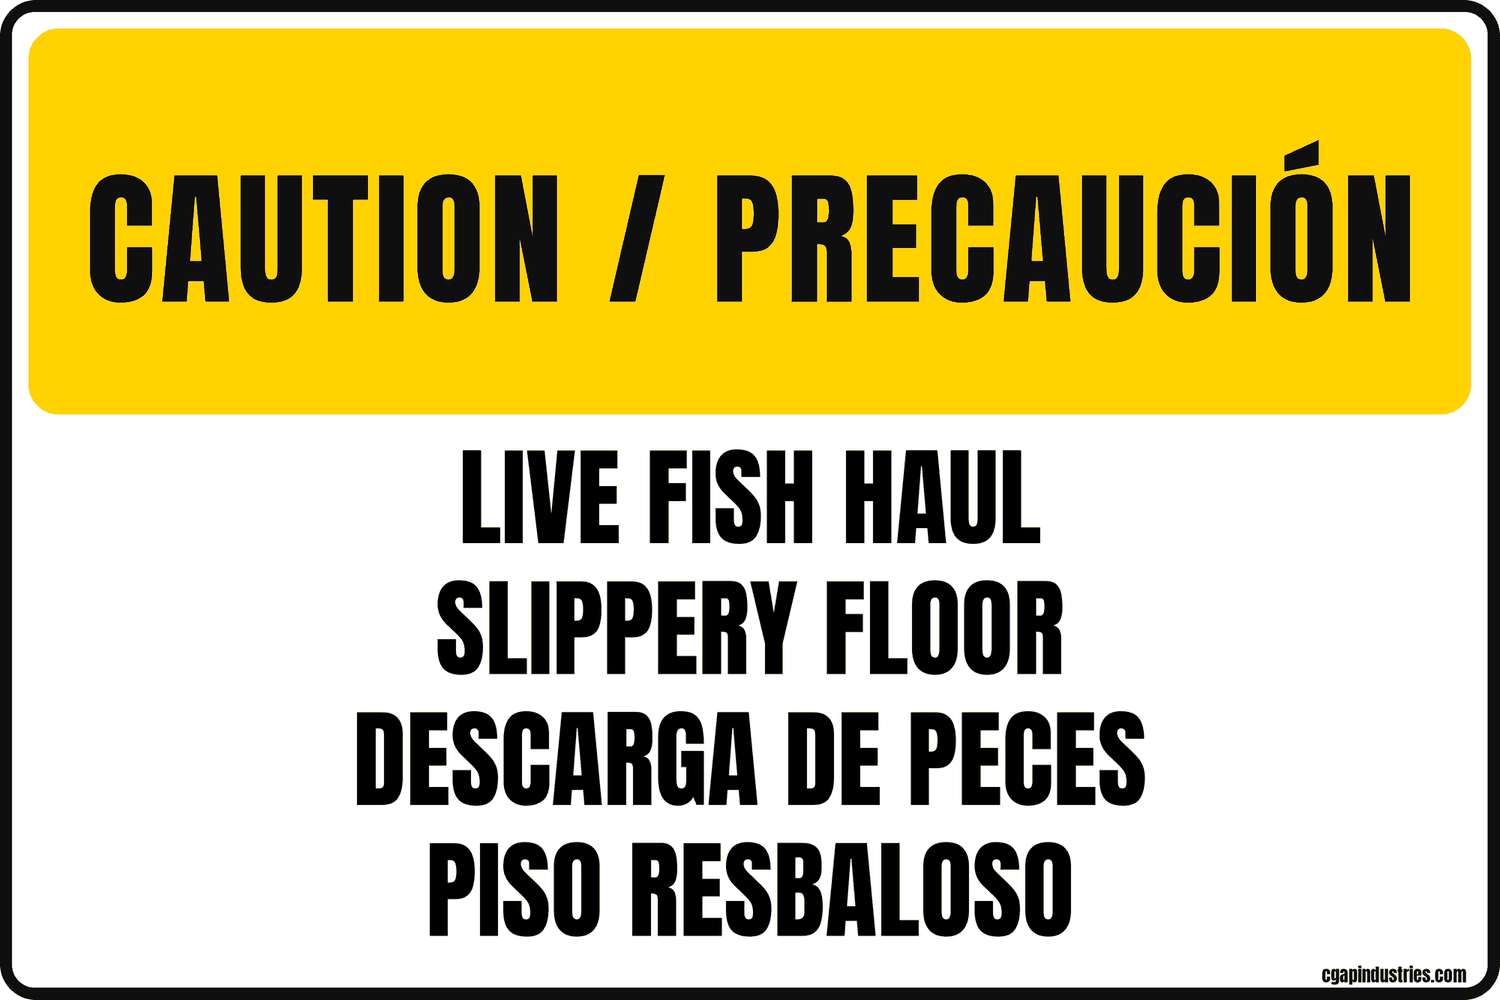 CAUTION / PRECAUCIÓN
LIVE FISH HAUL
SLIPPERY FLOOR
DESCARGA DE PECES
PISO RESBALOSO
cgapindustries.com